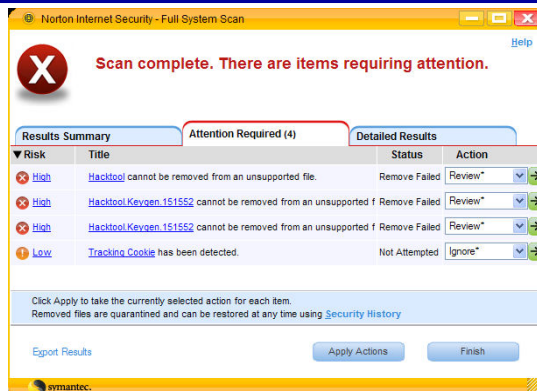 Norton Internet Security - Full System Scan
Help
X
Scan complete. There are items requiring attention.
Results Summary Attention Required (4) Detailed Results
Risk Title Status Action
High Hacktool cannot be removed from an unsupported file. Remove Failed Review*
High Hacktool.Keygen.151552 cannot be removed from an unsupported f Remove Failed Review*
High Hacktool.Keygen.151552 cannot be removed from an unsupported f Remove Failed Review*
Low Tracking Cookie has been detected. Not Attempted Ignore*
Click Apply to take the currently selected action for each item.
Removed files are quarantined and can be restored at any time using Security History
Export Results Apply Actions Finish
symantec.